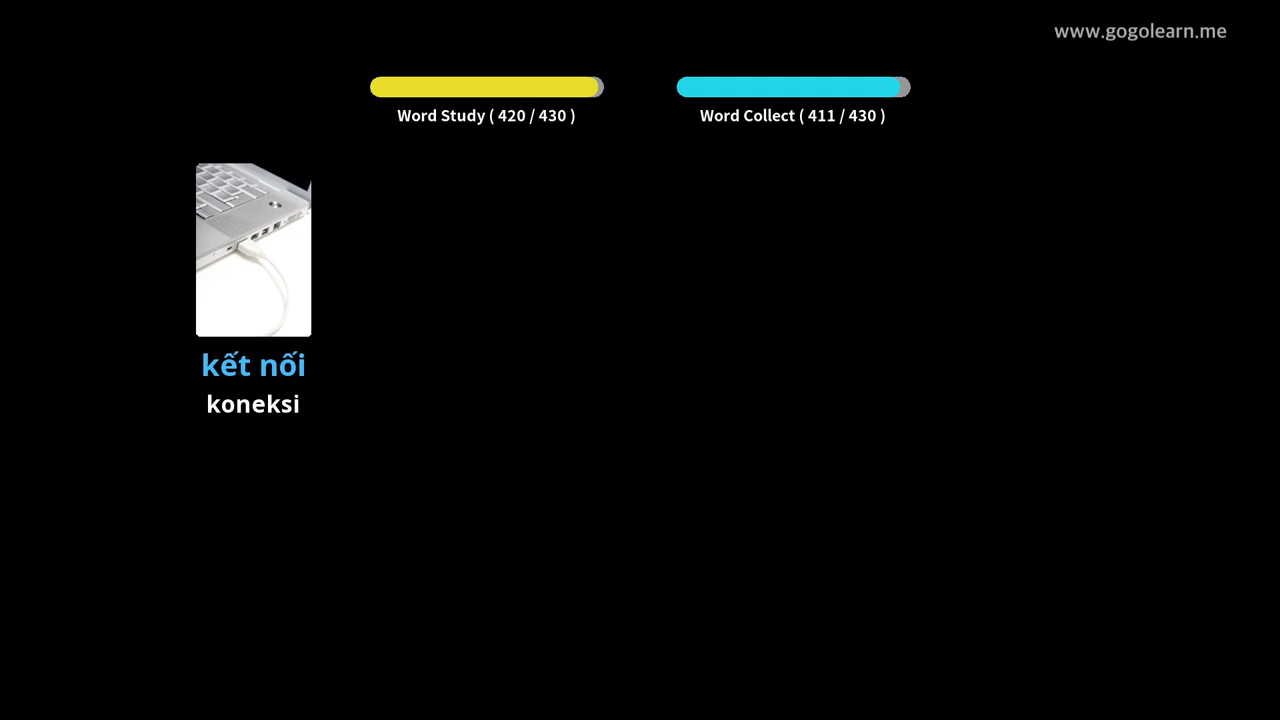 www.gogolearn.me
Word Study ( 420 / 430 )
Word Collect ( 411 / 430 )
kết nối
koneksi